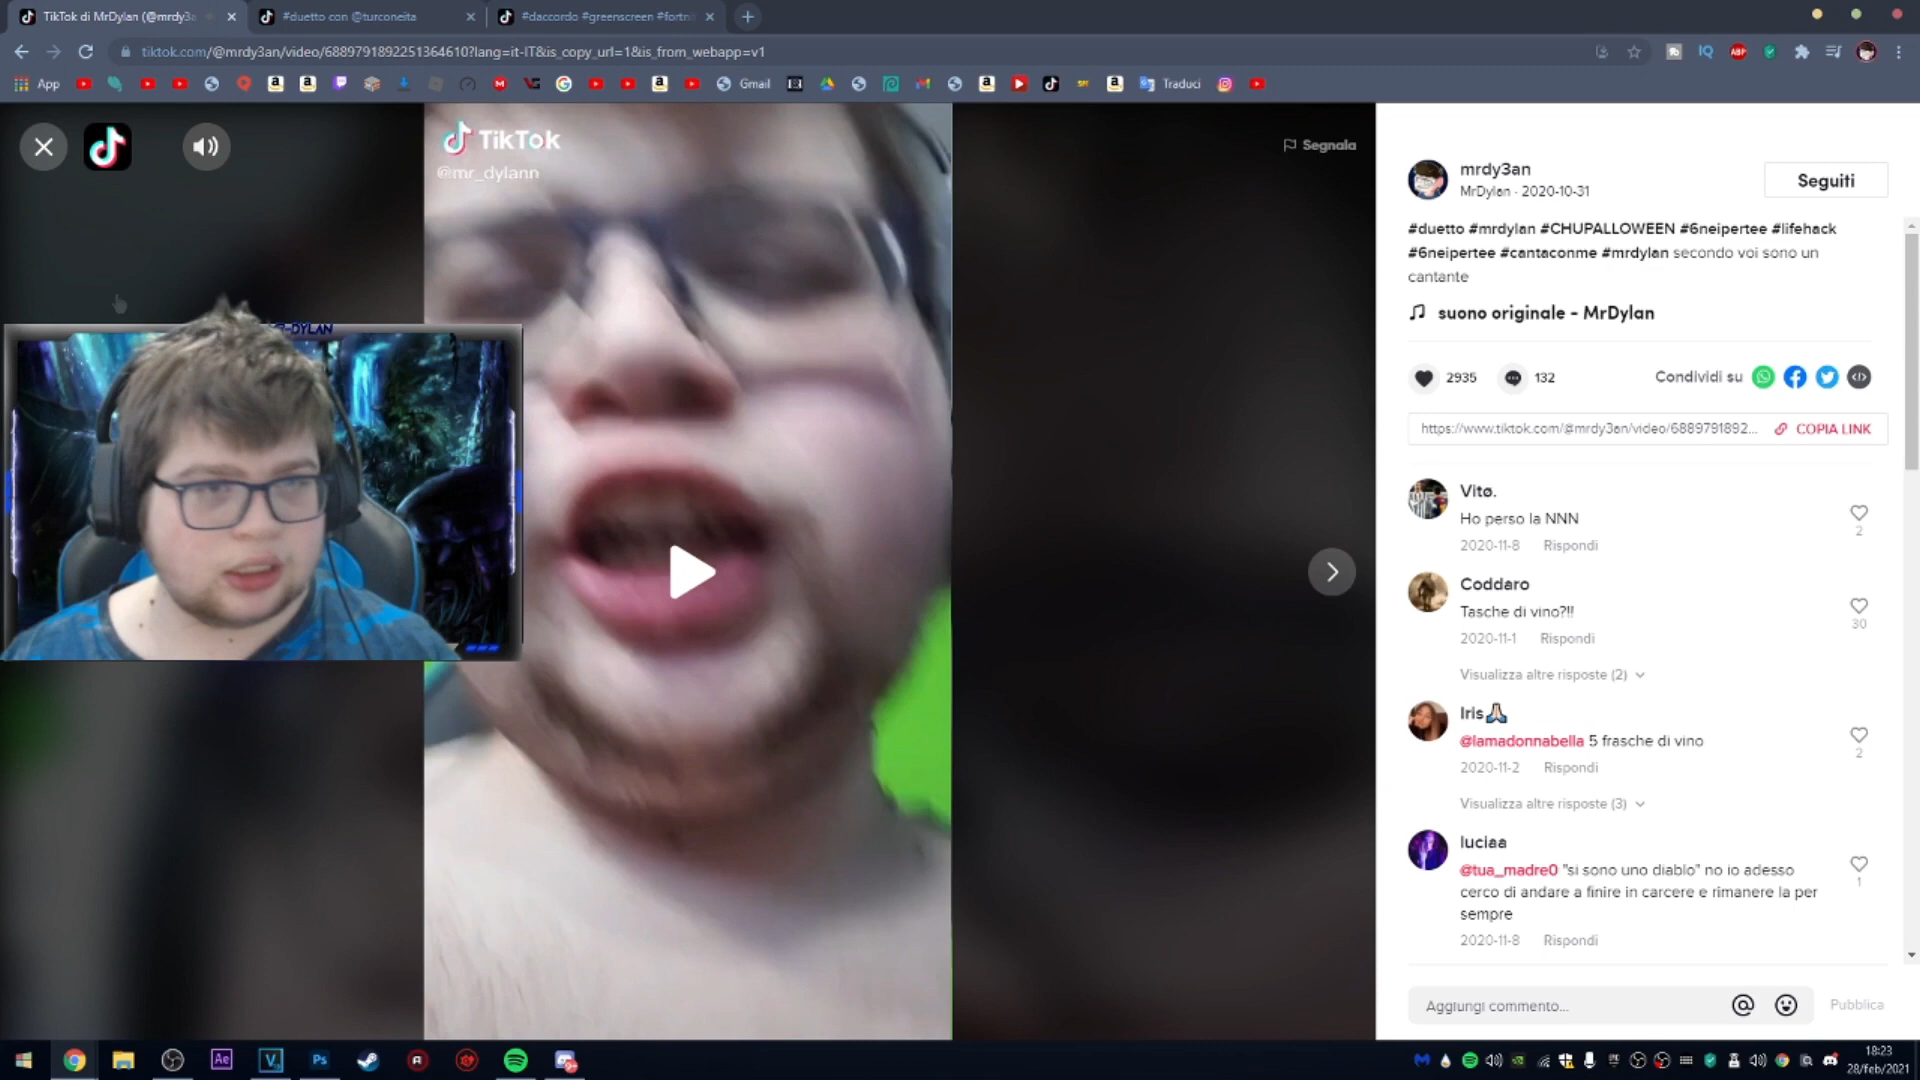 TikTok di MrDylan (@mrdy3a
#duetto con @turconeita
#daccordo #greenscreen #fortni
tiktok.com/@mrdy3an/video/6889791892251364610?lang=it-IT&is_copy_url=1&is_from_webapp=v1
App
Gmail
Traduci
TikTok
@mr_dylann
Segnala
mrdy3an
MrDylan · 2020-10-31
Seguiti
#duetto #mrdylan #CHUPALLOWEEN #6neipertee #lifehack
#6neipertee #cantaconme #mrdylan secondo voi sono un
cantante
suono originale - MrDylan
2935
132
Condividi su
https://www.tiktok.com/@mrdy3an/video/6889791892...
COPIA LINK
Vitø.
Ho perso la NNN
2020-11-8 Rispondi
2
Coddaro
Tasche di vino?!!
2020-11-1 Rispondi
30
Visualizza altre risposte (2)
Iris🙏🏻
@lamadonnabella 5 frasche di vino
2020-11-2 Rispondi
2
Visualizza altre risposte (3)
luciaa
@tua_madre0 "si sono uno diablo" no io adesso
cerco di andare a finire in carcere e rimanere la per
sempre
2020-11-8 Rispondi
1
Aggiungi commento...
Pubblica
18:23
28/feb/2021